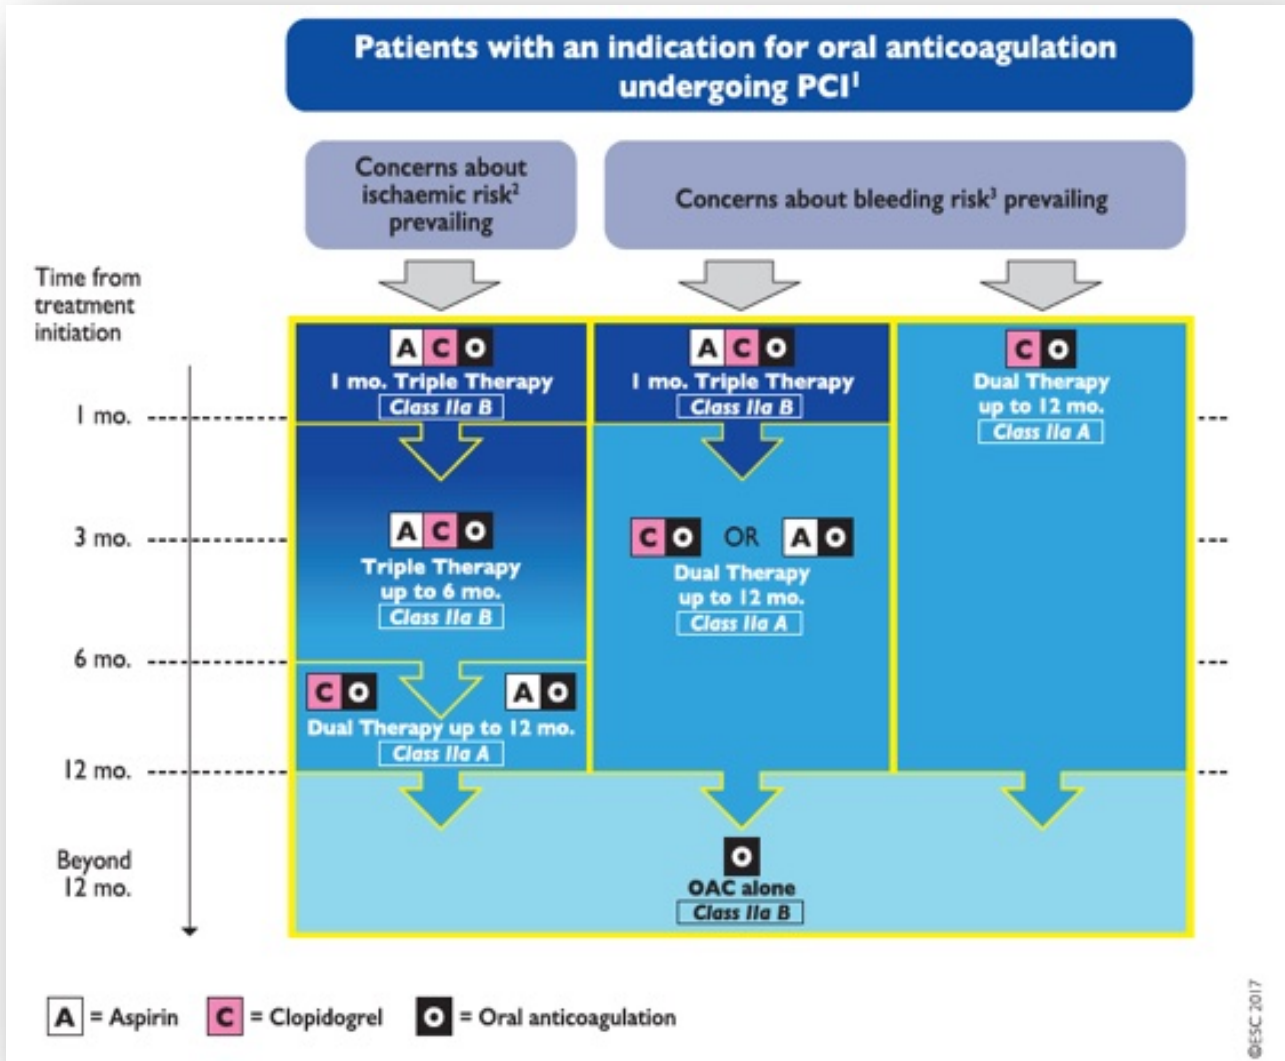 Patients with an indication for oral anticoagulation
undergoing PCI¹
Concerns about
ischaemic risk²
prevailing
Concerns about bleeding risk³ prevailing
Time from
treatment
initiation
A C O
1 mo. Triple Therapy
Class IIa B
A C O
1 mo. Triple Therapy
Class IIa B
C O
Dual Therapy
up to 12 mo.
Class IIa A
1 mo.
A C O
Triple Therapy
up to 6 mo.
Class IIa B
C O OR A O
Dual Therapy
up to 12 mo.
Class IIa A
3 mo.
6 mo.
C O A O
Dual Therapy up to 12 mo.
Class IIa A
12 mo.
Beyond
12 mo.
O
OAC alone
Class IIa B
A = Aspirin C = Clopidogrel O = Oral anticoagulation
©ESC 2017